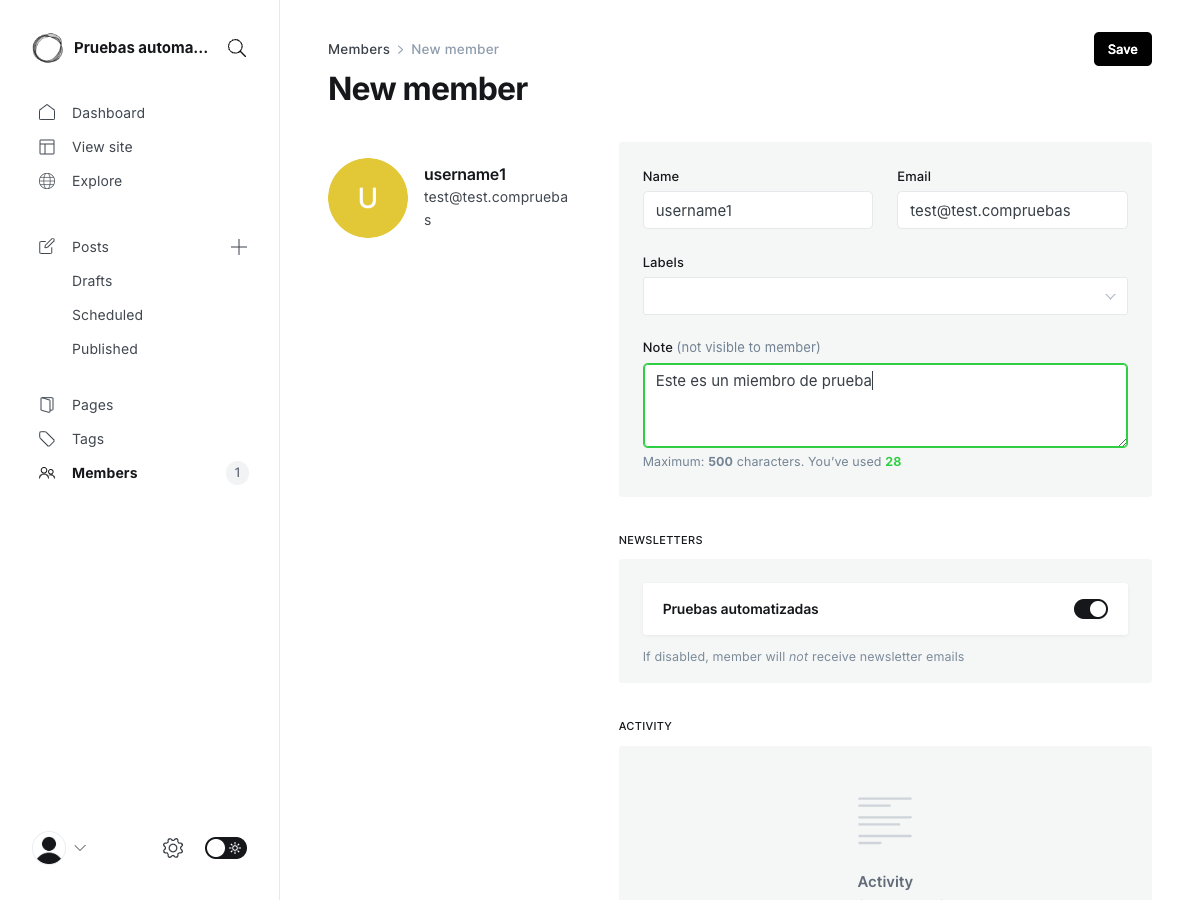 Pruebas automa...
Members > New member
Save
New member
Dashboard
View site
Explore
Posts
Drafts
Scheduled
Published
Pages
Tags
Members 1
U
username1
test@test.comprueba
s
Name Email
username1 test@test.compruebas
Labels
Note (not visible to member)
Este es un miembro de prueba
Maximum: 500 characters. You've used 28
NEWSLETTERS
Pruebas automatizadas
If disabled, member will not receive newsletter emails
ACTIVITY
Activity